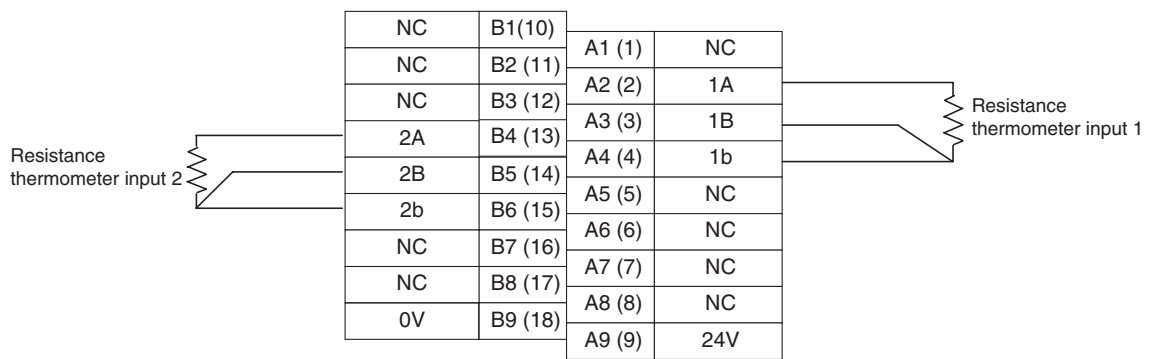 NC B1(10)
NC B2 (11)
NC B3 (12)
2A B4 (13)
2B B5 (14)
2b B6 (15)
NC B7 (16)
NC B8 (17)
0V B9 (18)
A1 (1) NC
A2 (2) 1A
A3 (3) 1B
A4 (4) 1b
A5 (5) NC
A6 (6) NC
A7 (7) NC
A8 (8) NC
A9 (9) 24V
Resistance
thermometer input 2
Resistance
thermometer input 1